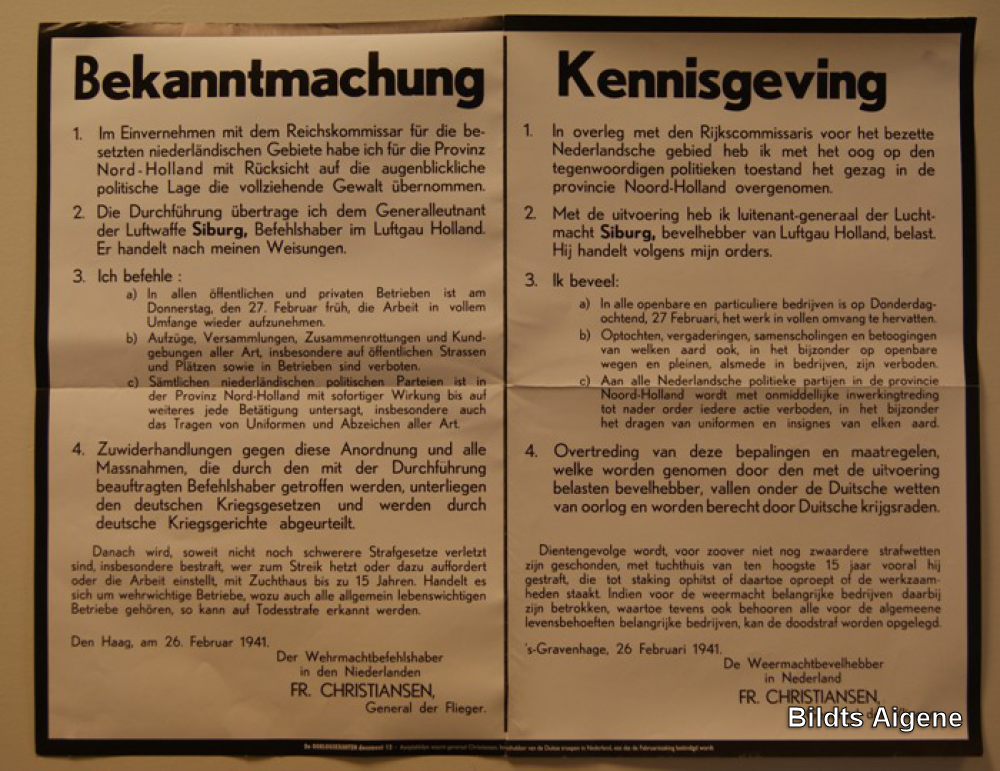 Bekanntmachung
1. Im Einvernehmen mit dem Reichskommissar für die be-
setzten niederländischen Gebiete habe ich für die Provinz
Nord-Holland mit Rücksicht auf die augenblickliche
politische Lage die vollziehende Gewalt übernommen.
2. Die Durchführung übertrage ich dem Generalleutnant
der Luftwaffe Siburg, Befehlshaber im Luftgau Holland.
Er handelt nach meinen Weisungen.
3. Ich befehle :
a) In allen öffentlichen und privaten Betrieben ist am
Donnerstag, den 27. Februar früh, die Arbeit in vollem
Umfange wieder aufzunehmen.
b) Aufzüge, Versammlungen, Zusammenrottungen und Kund-
gebungen aller Art, insbesondere auf öffentlichen Strassen
und Plätzen sowie in Betrieben sind verboten.
c) Sämtlichen niederländischen politischen Parteien ist in
der Provinz Nord-Holland mit sofortiger Wirkung bis auf
weiteres jede Betätigung untersagt, insbesondere auch
das Tragen von Uniformen und Abzeichen aller Art.
4. Zuwiderhandlungen gegen diese Anordnung und alle
Massnahmen, die durch den mit der Durchführung
beauftragten Befehlshaber getroffen werden, unterliegen
den deutschen Kriegsgesetzen und werden durch
deutsche Kriegsgerichte abgeurteilt.
Danach wird, soweit nicht noch schwerere Strafgesetze verletzt
sind, insbesondere bestraft, wer zum Streik hetzt oder dazu auffordert
oder die Arbeit einstellt, mit Zuchthaus bis zu 15 Jahren. Handelt es
sich um wehrwichtige Betriebe, wozu auch alle allgemein lebenswichtigen
Betriebe gehören, so kann auf Todesstrafe erkannt werden.
Den Haag, am 26. Februar 1941.
Der Wehrmachtbefehlshaber
in den Niederlanden
FR. CHRISTIANSEN,
General der Flieger.
Kennisgeving
1. In overleg met den Rijkscommissaris voor het bezette
Nederlandsche gebied heb ik met het oog op den
tegenwoordigen politieken toestand het gezag in de
provincie Noord-Holland overgenomen.
2. Met de uitvoering heb ik luitenant-generaal der Lucht-
macht Siburg, bevelhebber van Luftgau Holland, belast.
Hij handelt volgens mijn orders.
3. Ik beveel:
a) In alle openbare en particuliere bedrijven is op Donderdag-
ochtend, 27 Februari, het werk in vollen omvang te hervatten.
b) Optochten, vergaderingen, samenscholingen en betoogingen
van welken aard ook, in het bijzonder op openbare
wegen en pleinen, alsmede in bedrijven, zijn verboden.
c) Aan alle Nederlandsche politieke partijen in de provincie
Noord-Holland wordt met onmiddellijke inwerkingtreding
tot nader order iedere actie verboden, in het bijzonder
het dragen van uniformen en insignes van elken aard.
4. Overtreding van deze bepalingen en maatregelen,
welke worden genomen door den met de uitvoering
belasten bevelhebber, vallen onder de Duitsche wetten
van oorlog en worden berecht door Duitsche krijgsraden.
Dientengevolge wordt, voor zoover niet nog zwaardere strafwetten
zijn geschonden, met tuchthuis van ten hoogste 15 jaar vooral hij
gestraft, die tot staking ophitst of daartoe oproept of de werkzaam-
heden staakt. Indien voor de weermacht belangrijke bedrijven daarbij
zijn betrokken, waartoe tevens ook behooren alle voor de algemeene
levensbehoeften belangrijke bedrijven, kan de doodstraf worden opgelegd.
's-Gravenhage, 26 Februari 1941.
De Weermachtbevelhebber
in Nederland
FR. CHRISTIANSEN,
Bildts Aigene
De OORLOGSKRANTEN document 12